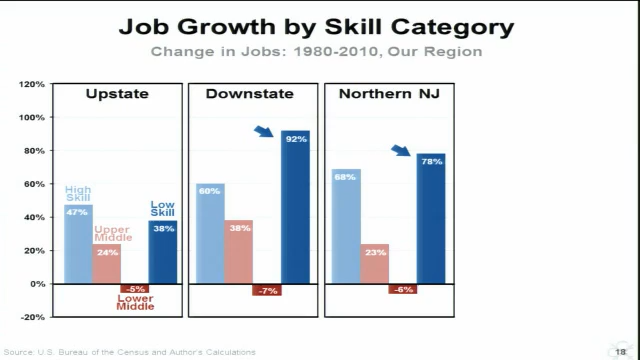 Job Growth by Skill Category
Change in Jobs: 1980-2010, Our Region
120%
100%
80%
60%
40%
20%
0%
-20%
Upstate
High
Skill
47%
Upper
Middle
24%
-5%
Lower
Middle
Low
Skill
38%
Downstate
60%
38%
-7%
92%
Northern NJ
68%
23%
-6%
78%
Source: U.S. Bureau of the Census and Author's Calculations
18